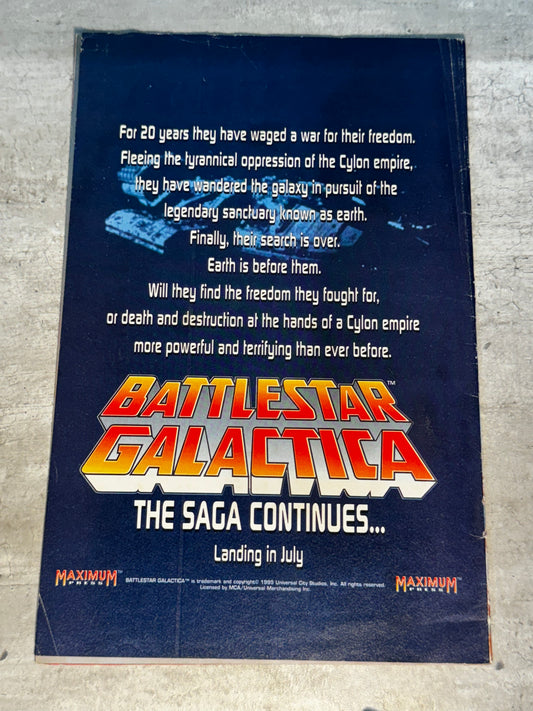 For 20 years they have waged a war for their freedom.
Fleeing the tyrannical oppression of the Cylon empire,
they have wandered the galaxy in pursuit of the
legendary sanctuary known as earth.
Finally, their search is over.
Earth is before them.
Will they find the freedom they fought for,
or death and destruction at the hands of a Cylon empire
more powerful and terrifying than ever before.
BATTLESTAR™
GALACTICA
THE SAGA CONTINUES...
Landing in July
MAXIMUM™
PRESS
BATTLESTAR GALACTICA™ is trademark and copyright© 1995 Universal City Studios, Inc. All rights reserved.
Licensed by MCA/Universal Merchandising Inc.
MAXIMUM™
PRESS